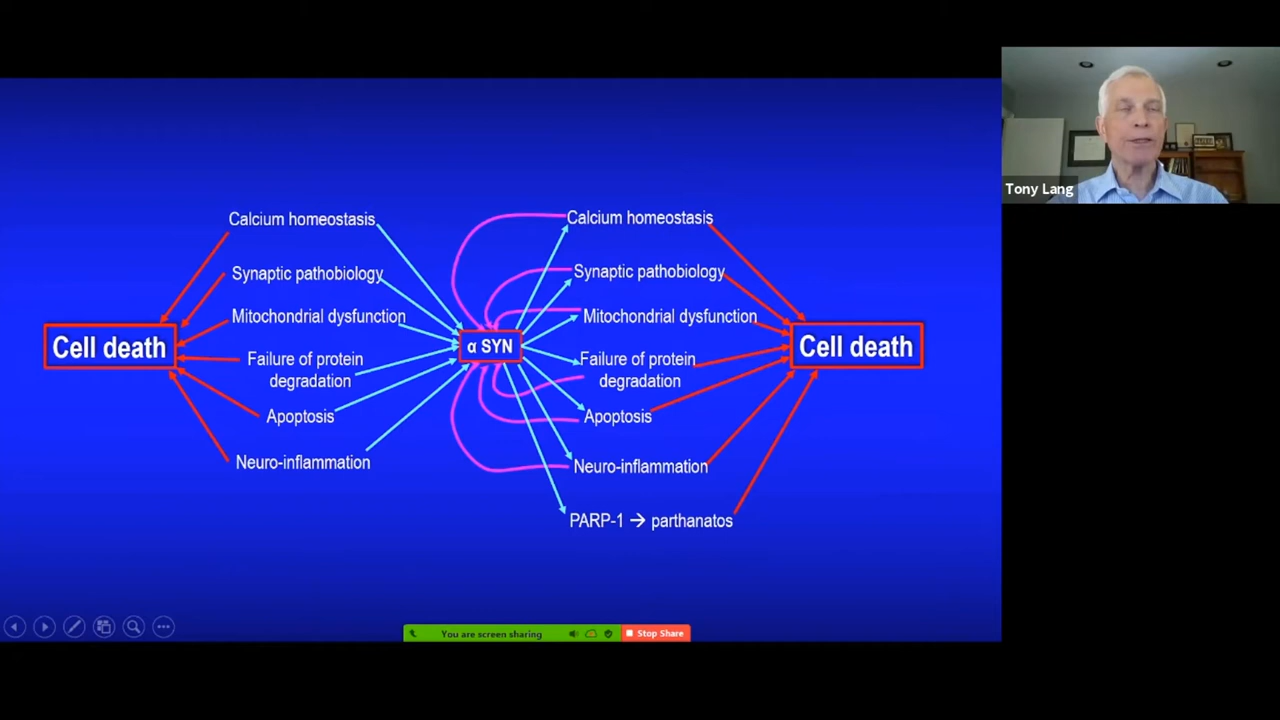 Calcium homeostasis
Synaptic pathobiology
Mitochondrial dysfunction
Cell death
Failure of protein
degradation
Apoptosis
Neuro-inflammation
α SYN
Calcium homeostasis
Synaptic pathobiology
Mitochondrial dysfunction
Failure of protein
degradation
Apoptosis
Neuro-inflammation
PARP-1 → parthanatos
Cell death
You are screen sharing
Stop Share
Tony Lang